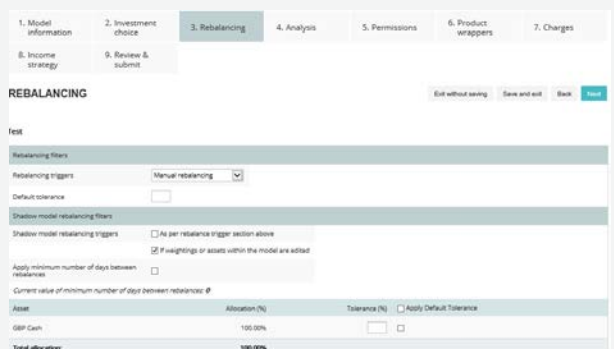 1. Model information
2. Investment choice
3. Rebalancing
4. Analysis
5. Permissions
6. Product wrappers
7. Charges
8. Income strategy
9. Review & submit
REBALANCING
Exit without saving
Save and exit
Back
Next
Test
Rebalancing filters
Rebalancing triggers
Manual rebalancing
Default tolerance
Shadow model rebalancing filters
Shadow model rebalancing triggers
As per rebalance trigger section above
If weightings or assets within the model are edited
Apply minimum number of days between rebalances
Current value of minimum number of days between rebalances: 0
Asset Allocation (%) Tolerance (%) Apply Default Tolerance
GBP Cash 100.00%
Total allocation: 100.00%